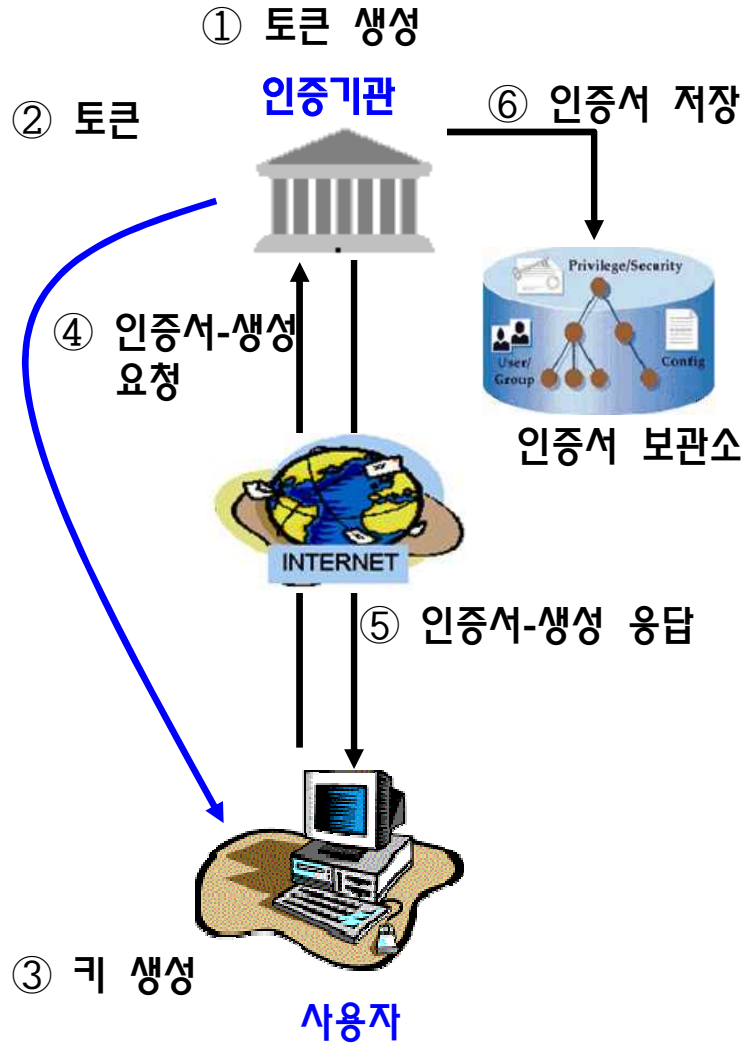 ① 토큰 생성
인증기관
② 토큰
⑥ 인증서 저장
Privilege/Security
User/
Group
Config
④ 인증서-생성
요청
인증서 보관소
INTERNET
⑤ 인증서-생성 응답
③ 키 생성
사용자